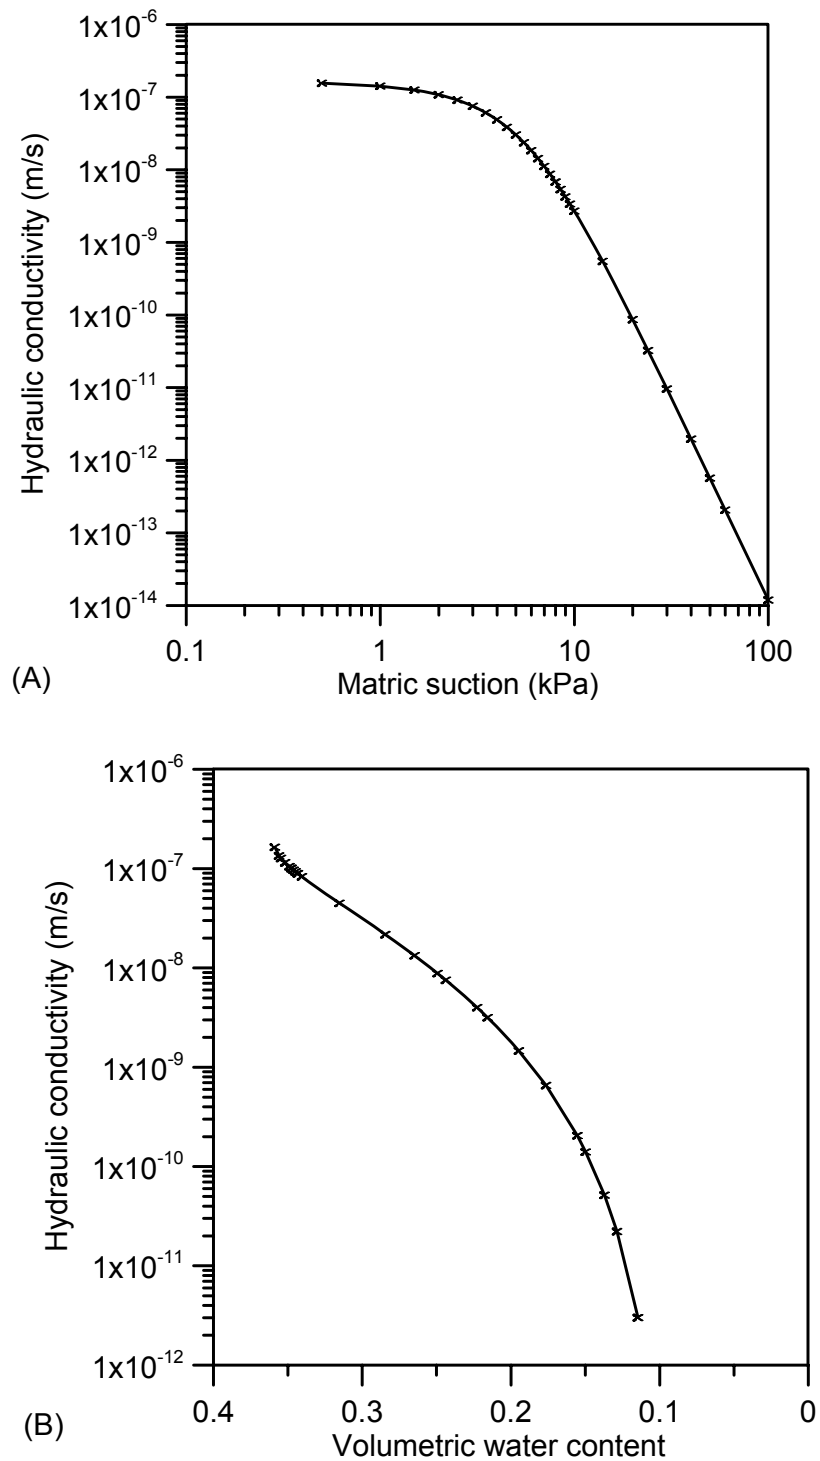 1x10-6
1x10-7
1x10-8
1x10-9
1x10-10
1x10-11
1x10-12
1x10-13
1x10-14
Hydraulic conductivity (m/s)
0.1 1 10 100
Matric suction (kPa)
(A)
1x10-6
1x10-7
1x10-8
1x10-9
1x10-10
1x10-11
1x10-12
Hydraulic conductivity (m/s)
0.4 0.3 0.2 0.1 0
Volumetric water content
(B)